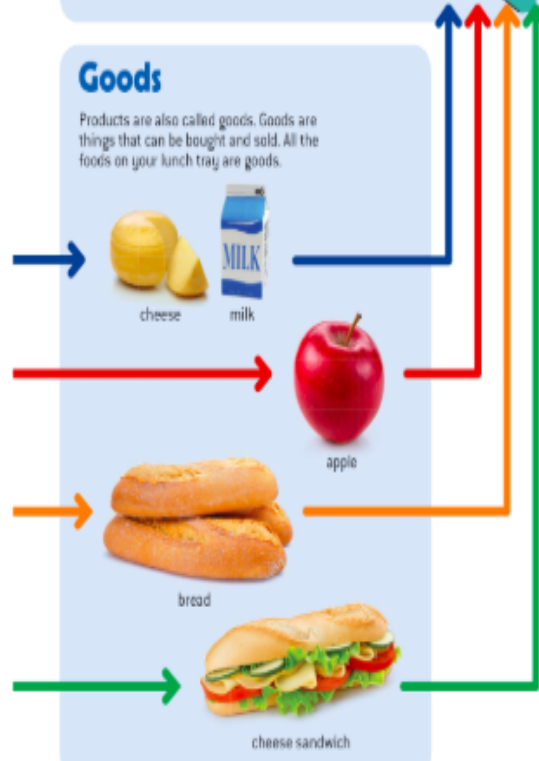 Goods
Products are also called goods. Goods are
things that can be bought and sold. All the
foods on your lunch tray are goods.
MILK
cheese
milk
apple
bread
cheese sandwich